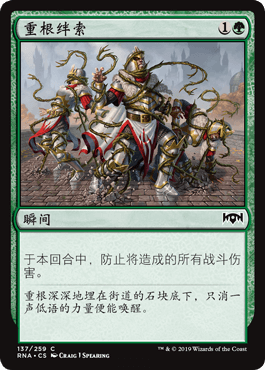 重根绊索 1
瞬间
于本回合中，防止将造成的所有战斗伤
害。
重根深深地埋在街道的石块底下，只消一
声低语的力量便能唤醒。
137/259 C
RNA • CS Craig J Spearing
™ & © 2019 Wizards of the Coast